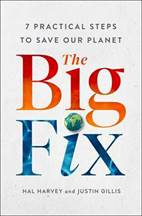 7 PRACTICAL STEPS
TO SAVE OUR PLANET
The
Big
Fix
HAL HARVEY and JUSTIN GILLIS